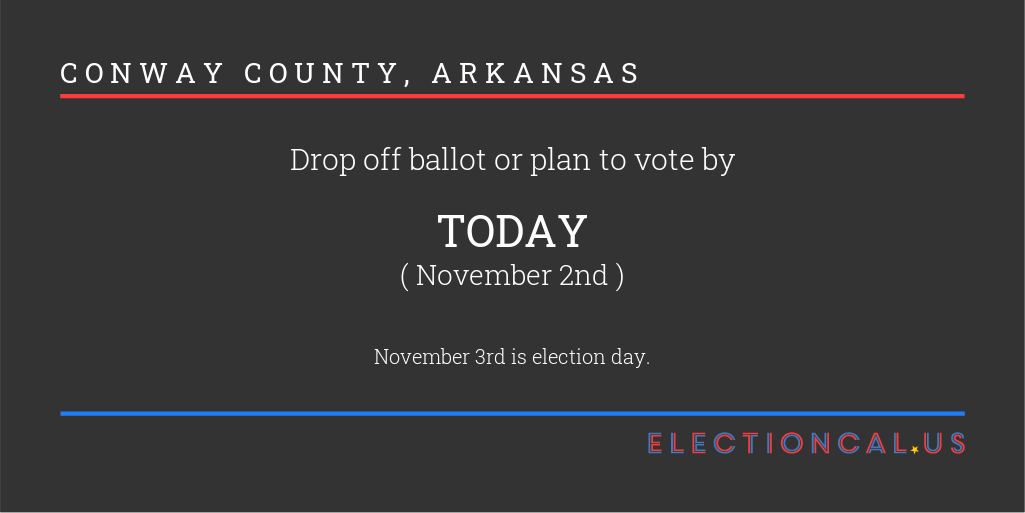 CONWAY COUNTY, ARKANSAS
Drop off ballot or plan to vote by
TODAY
( November 2nd )
November 3rd is election day.
ELECTIONCAL★US